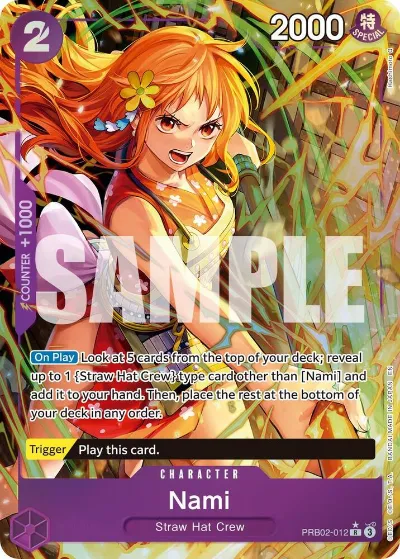 2
2000
特
SPECIAL
COUNTER +1000
SAMPLE
On Play Look at 5 cards from the top of your deck; reveal
up to 1 {Straw Hat Crew} type card other than [Nami] and
add it to your hand. Then, place the rest at the bottom of
your deck in any order.
Trigger Play this card.
CHARACTER
Nami
Straw Hat Crew
PRB02-012 R 3